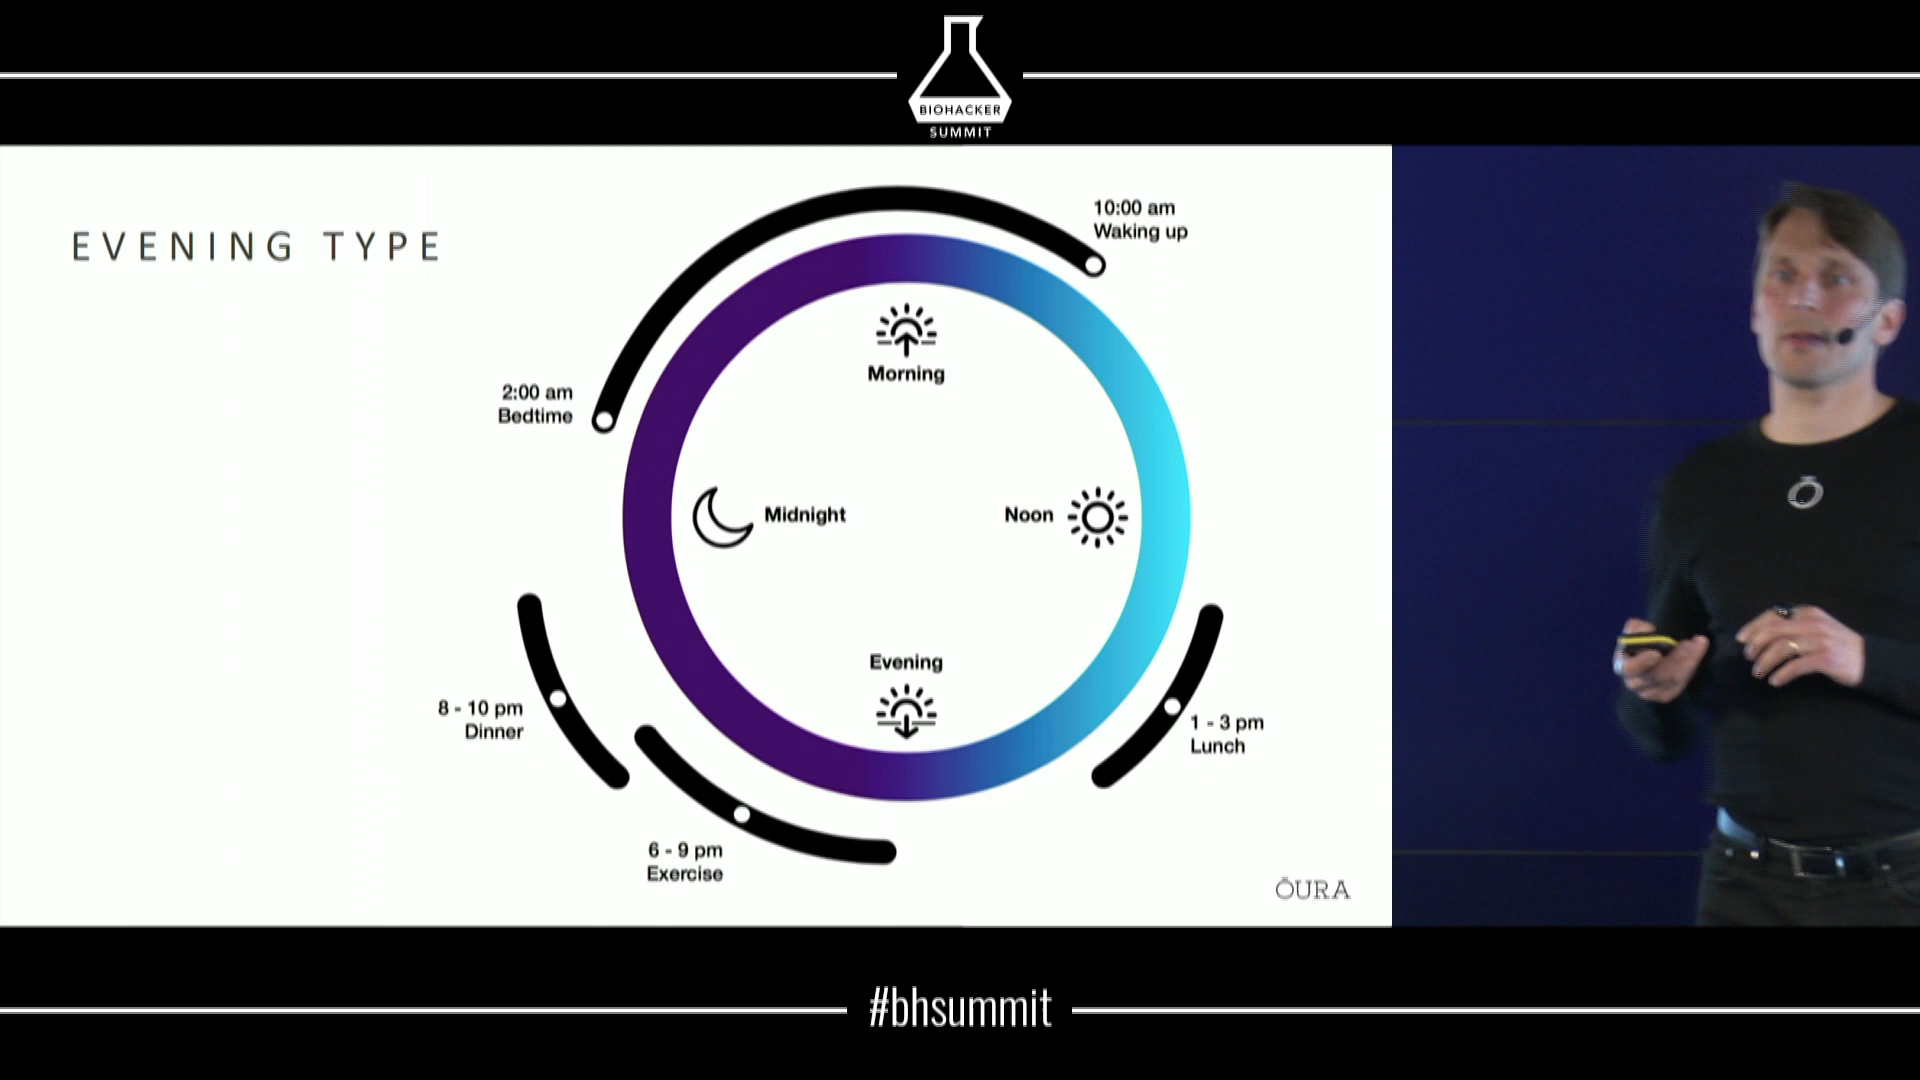 BIOHACKER
SUMMIT
EVENING TYPE
10:00 am
Waking up
Morning
2:00 am
Bedtime
Midnight
Noon
Evening
8 - 10 pm
Dinner
1 - 3 pm
Lunch
6 - 9 pm
Exercise
ŌURA
#bhsummit